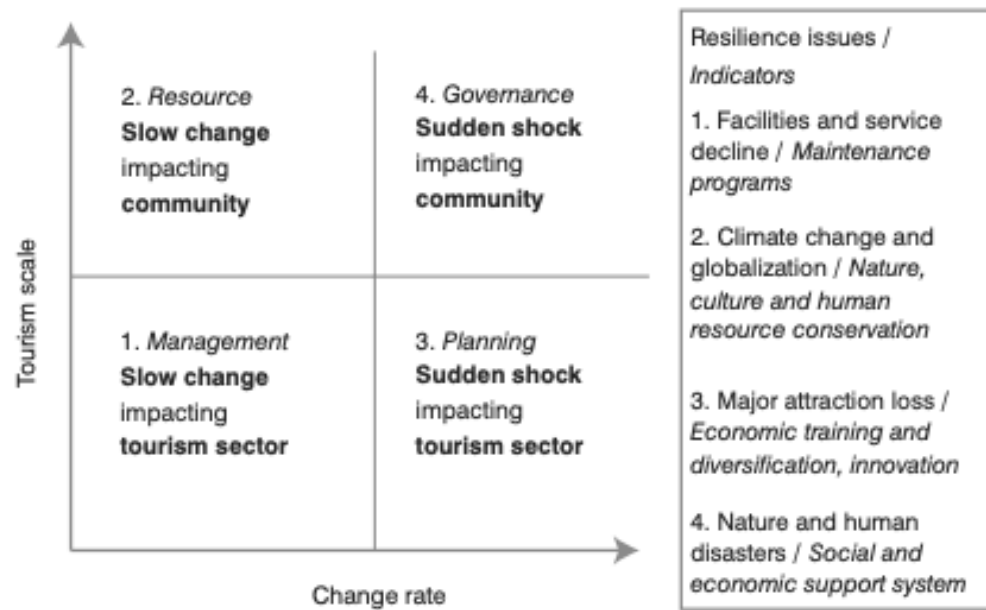 Tourism scale
2. Resource
Slow change
impacting
community
4. Governance
Sudden shock
impacting
community
1. Management
Slow change
impacting
tourism sector
3. Planning
Sudden shock
impacting
tourism sector
Change rate
Resilience issues /
Indicators
1. Facilities and service
decline / Maintenance
programs
2. Climate change and
globalization / Nature,
culture and human
resource conservation
3. Major attraction loss /
Economic training and
diversification, innovation
4. Nature and human
disasters / Social and
economic support system